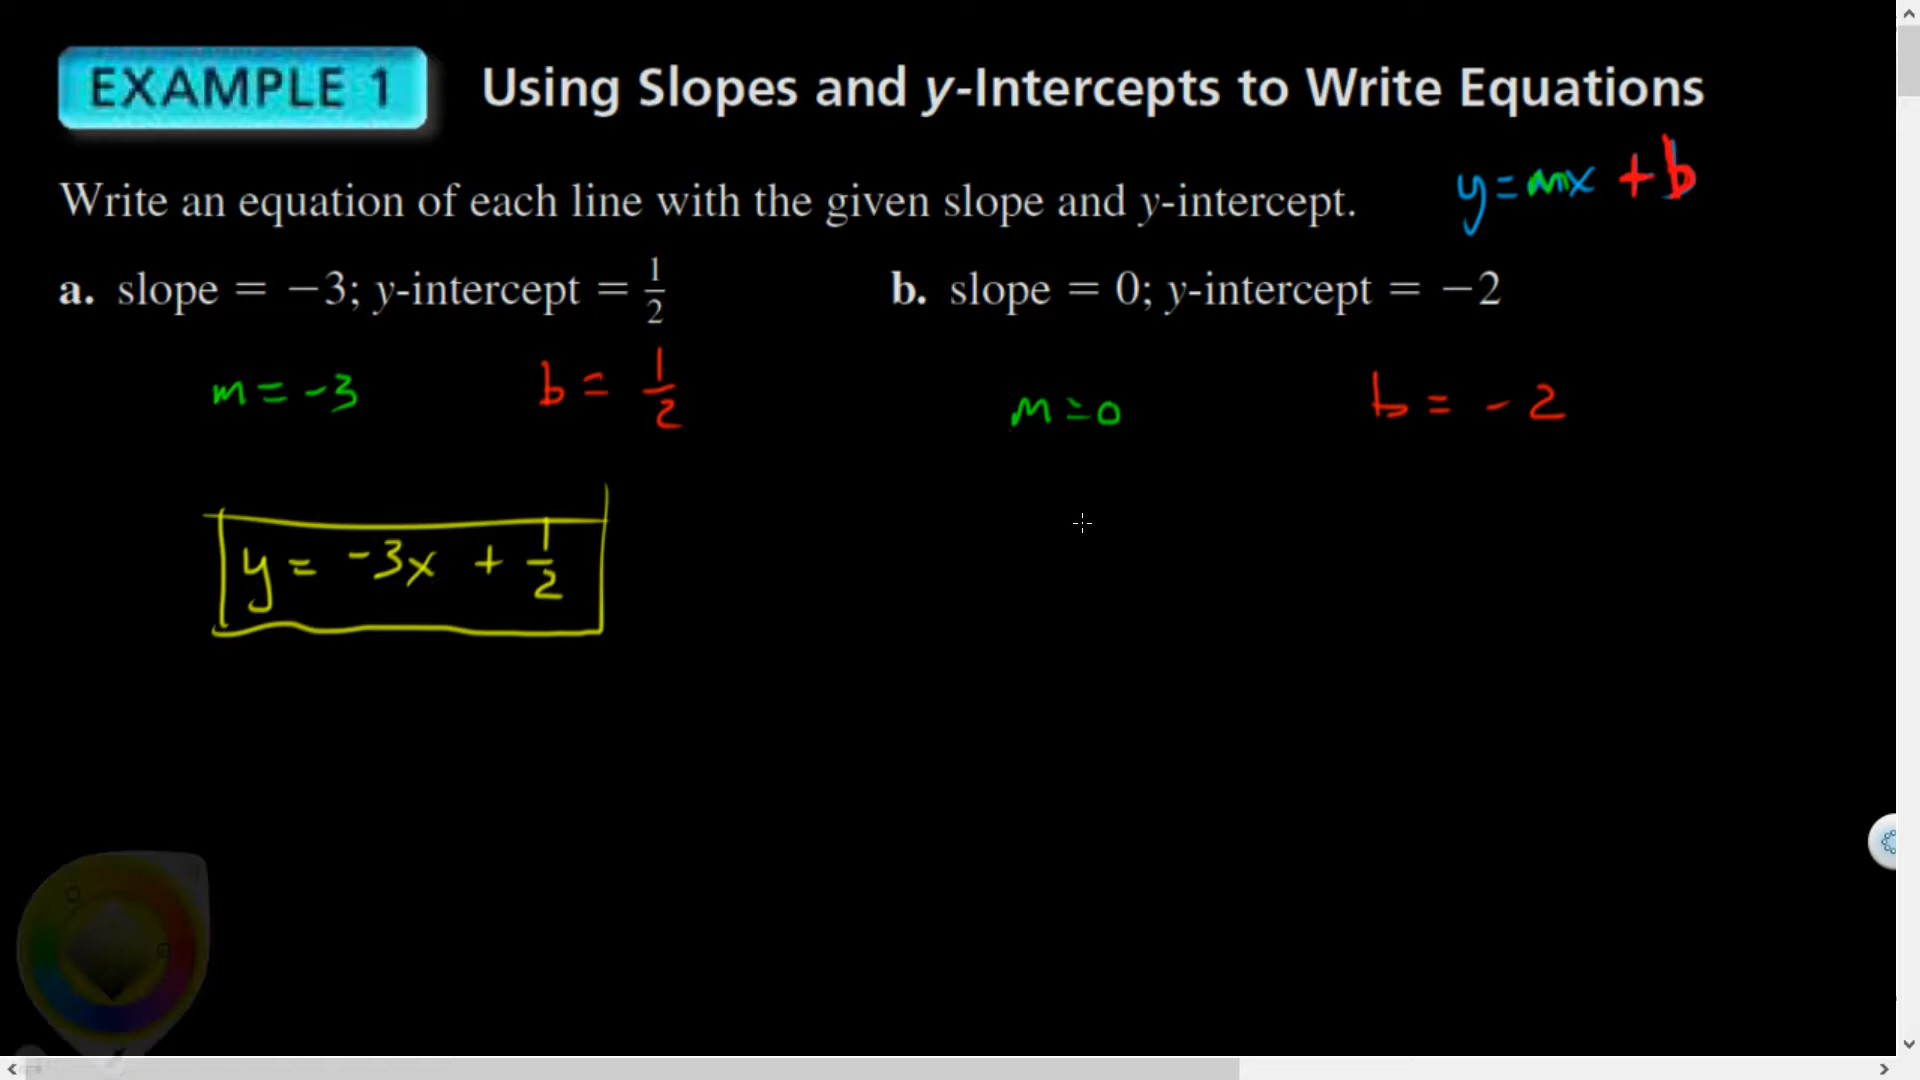 EXAMPLE 1 Using Slopes and y-Intercepts to Write Equations
y = mx + b
Write an equation of each line with the given slope and y-intercept.
a. slope = −3; y-intercept = 1/2
b. slope = 0; y-intercept = −2
m = -3 b = 1/2
m = 0 b = - 2
y = -3x + 1/2